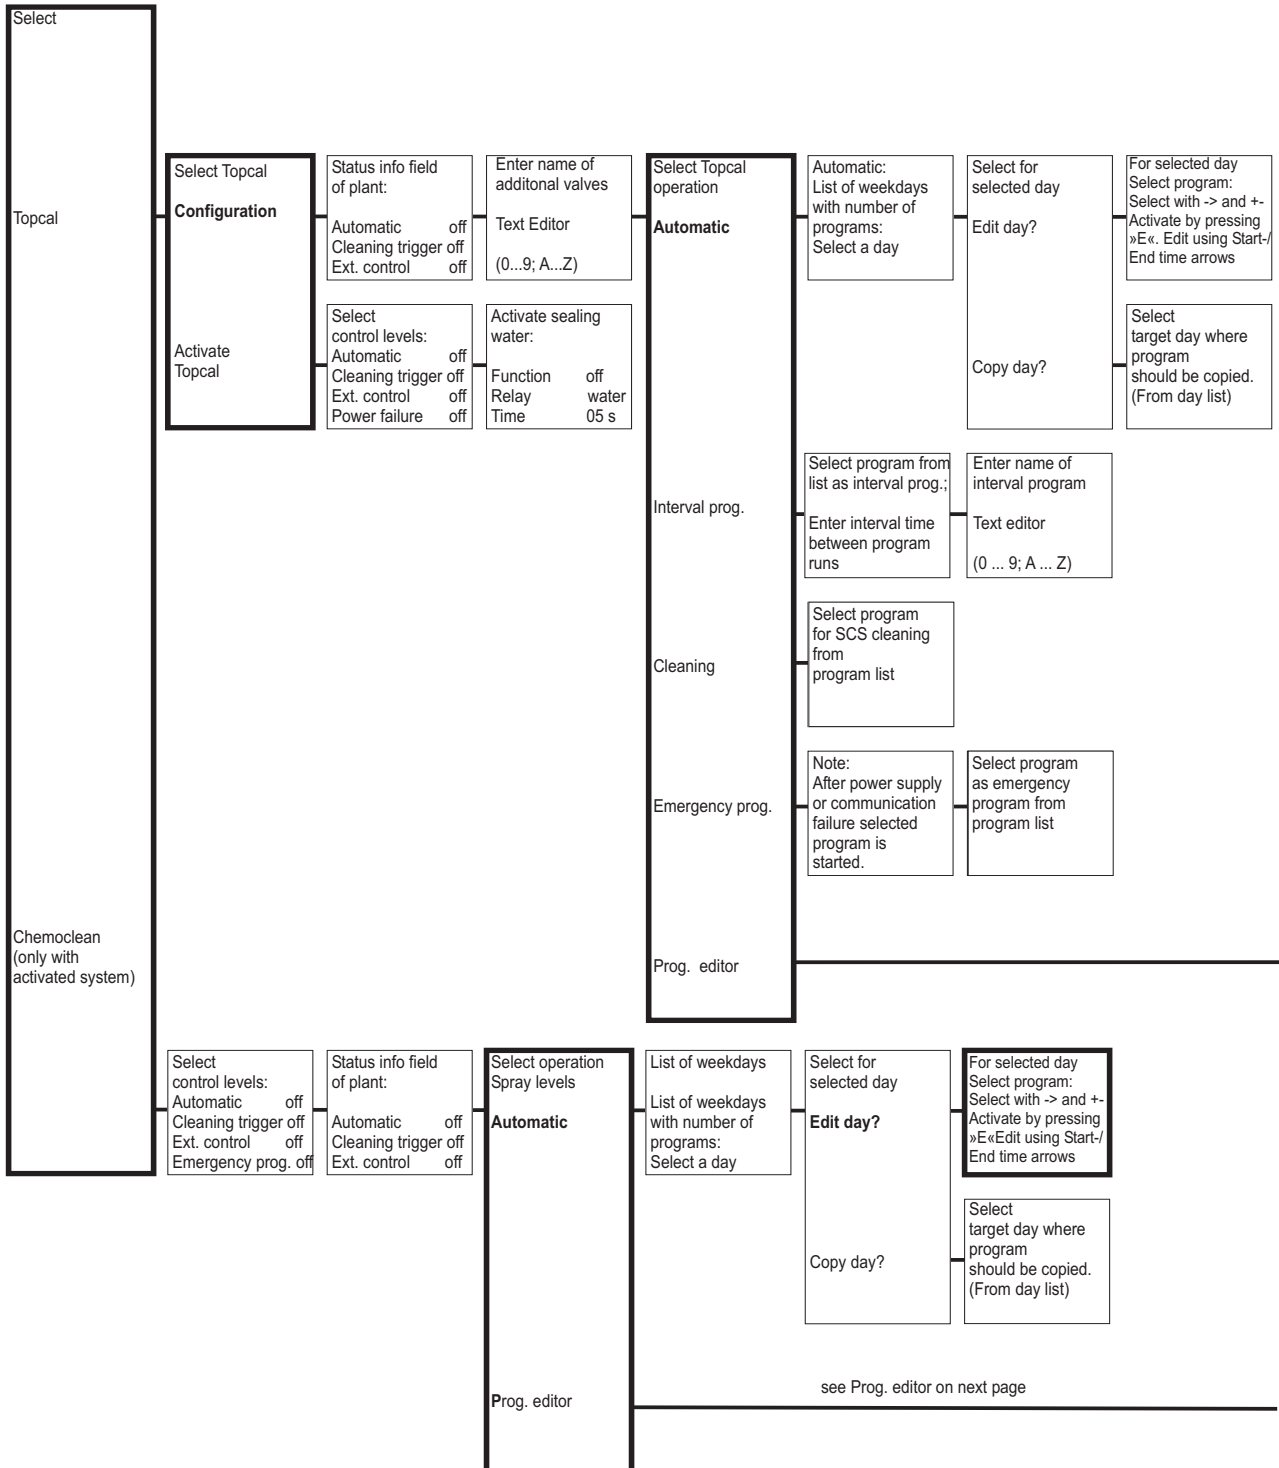 Select
Topcal
Chemoclean
(only with
activated system)
Select Topcal
Configuration
Activate
Topcal
Status info field
of plant:
Automatic off
Cleaning trigger off
Ext. control off
Enter name of
additonal valves
Text Editor
(0...9; A...Z)
Select
control levels:
Automatic off
Cleaning trigger off
Ext. control off
Power failure off
Activate sealing
water:
Function off
Relay water
Time 05 s
Select Topcal
operation
Automatic
Interval prog.
Cleaning
Emergency prog.
Prog. editor
Automatic:
List of weekdays
with number of
programs:
Select a day
Select for
selected day
Edit day?
Copy day?
For selected day
Select program:
Select with -> and +-
Activate by pressing
»E«. Edit using Start-/
End time arrows
Select
target day where
program
should be copied.
(From day list)
Select program from
list as interval prog.;
Enter interval time
between program
runs
Enter name of
interval program
Text editor
(0 ... 9; A ... Z)
Select program
for SCS cleaning
from
program list
Note:
After power supply
or communication
failure selected
program is
started.
Select program
as emergency
program from
program list
Select
control levels:
Automatic off
Cleaning trigger off
Ext. control off
Emergency prog. off
Status info field
of plant:
Automatic off
Cleaning trigger off
Ext. control off
Select operation
Spray levels
Automatic
Prog. editor
List of weekdays
List of weekdays
with number of
programs:
Select a day
Select for
selected day
Edit day?
Copy day?
For selected day
Select program:
Select with -> and +-
Activate by pressing
»E«Edit using Start-/
End time arrows
Select
target day where
program
should be copied.
(From day list)
see Prog. editor on next page